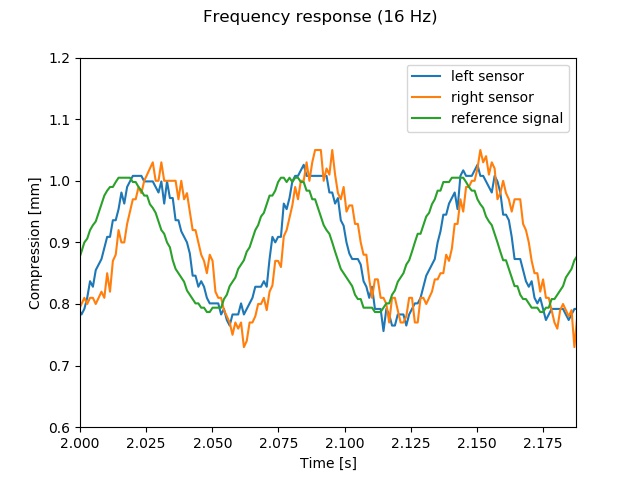 Frequency response (16 Hz)
left sensor
right sensor
reference signal
Compression [mm]
1.2
1.1
1.0
0.9
0.8
0.7
0.6
2.000 2.025 2.050 2.075 2.100 2.125 2.150 2.175
Time [s]